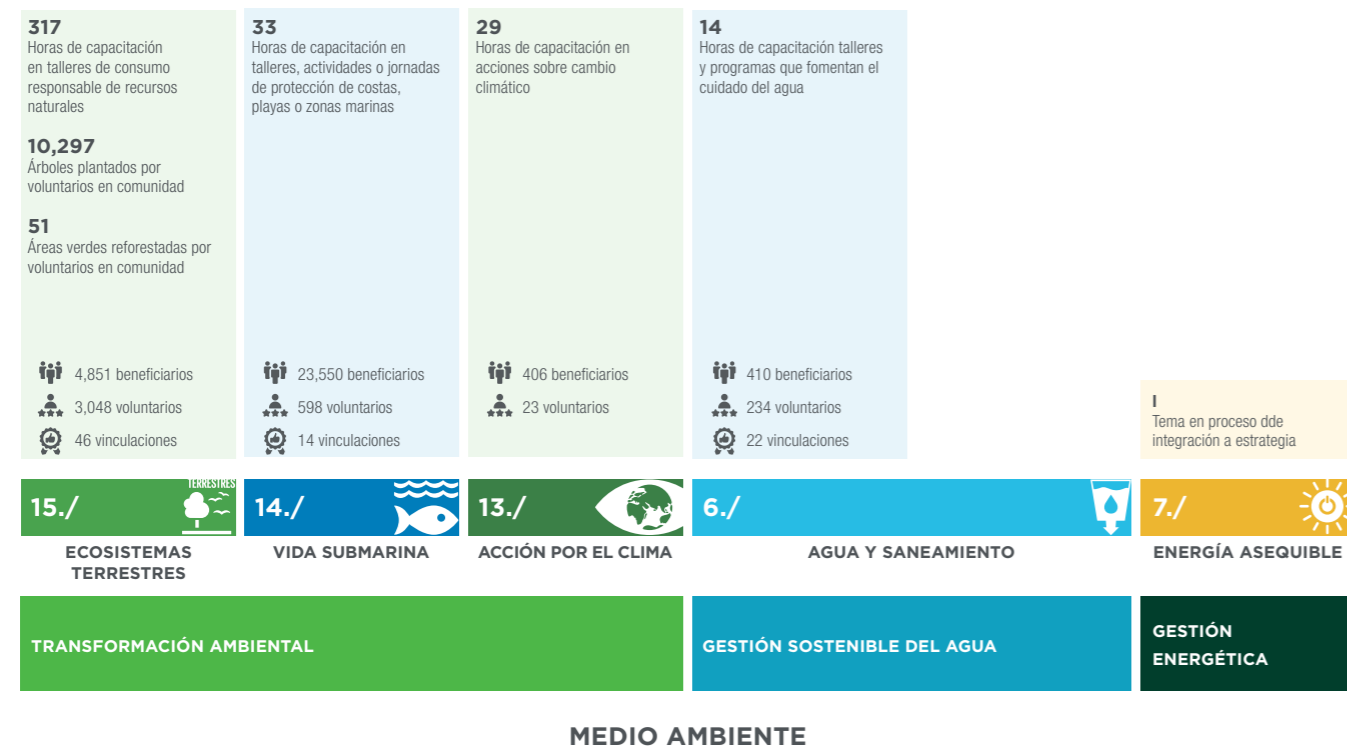 317
Horas de capacitación
en talleres de consumo
responsable de recursos
naturales
10,297
Árboles plantados por
voluntarios en comunidad
51
Áreas verdes reforestadas por
voluntarios en comunidad
4,851 beneficiarios
3,048 voluntarios
46 vinculaciones
33
Horas de capacitación en
talleres, actividades o jornadas
de protección de costas,
playas o zonas marinas
23,550 beneficiarios
598 voluntarios
14 vinculaciones
29
Horas de capacitación en
acciones sobre cambio
climático
406 beneficiarios
23 voluntarios
14
Horas de capacitación talleres
y programas que fomentan el
cuidado del agua
410 beneficiarios
234 voluntarios
22 vinculaciones
I
Tema en proceso dde
integración a estrategia
15./
TERRESTRES
14./
13./
6./
7./
ECOSISTEMAS
TERRESTRES
VIDA SUBMARINA
ACCIÓN POR EL CLIMA
AGUA Y SANEAMIENTO
ENERGÍA ASEQUIBLE
TRANSFORMACIÓN AMBIENTAL
GESTIÓN SOSTENIBLE DEL AGUA
GESTIÓN
ENERGÉTICA
MEDIO AMBIENTE